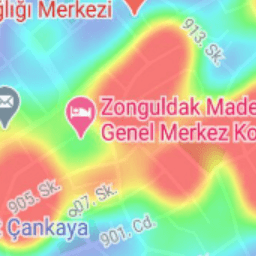 ğlığı Merkezi
913. Sk.
Zonguldak Made
Genel Merkez Ko
905. Sk.
907. Sk.
Çankaya
901. Cd.